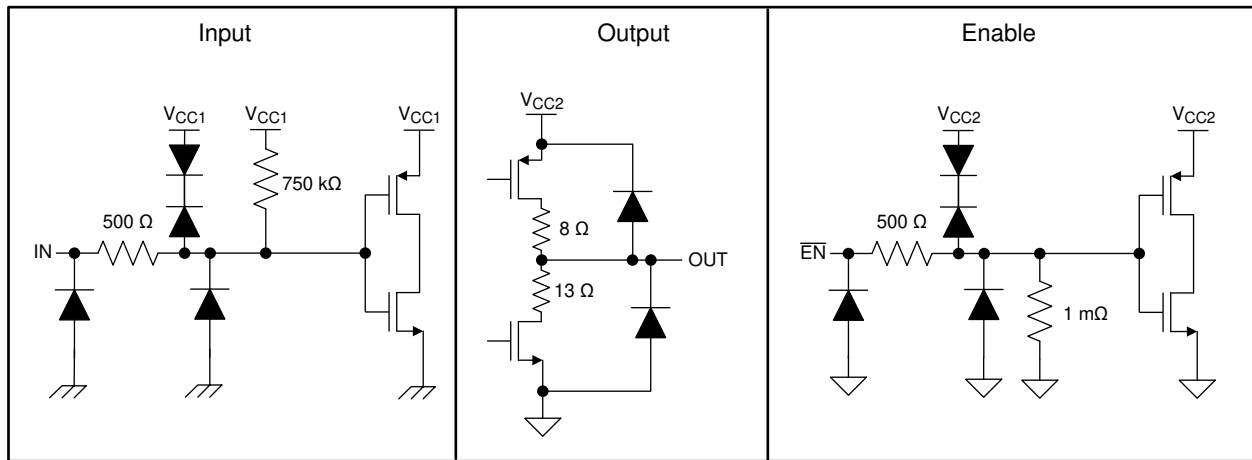 Input
Output
Enable
VCC1
VCC1
VCC1
750 kΩ
500 Ω
IN
VCC2
8 Ω
OUT
13 Ω
VCC2
VCC2
500 Ω
EN
1 mΩ